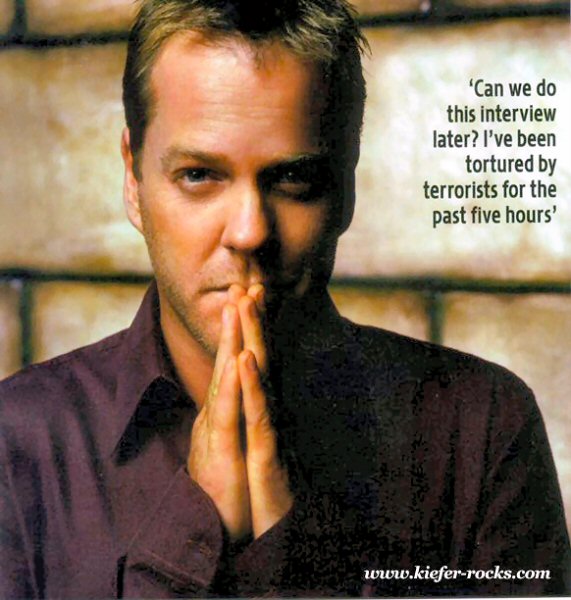 ‘Can we do
this interview
later? I’ve been
tortured by
terrorists for the
past five hours’
www.kiefer-rocks.com